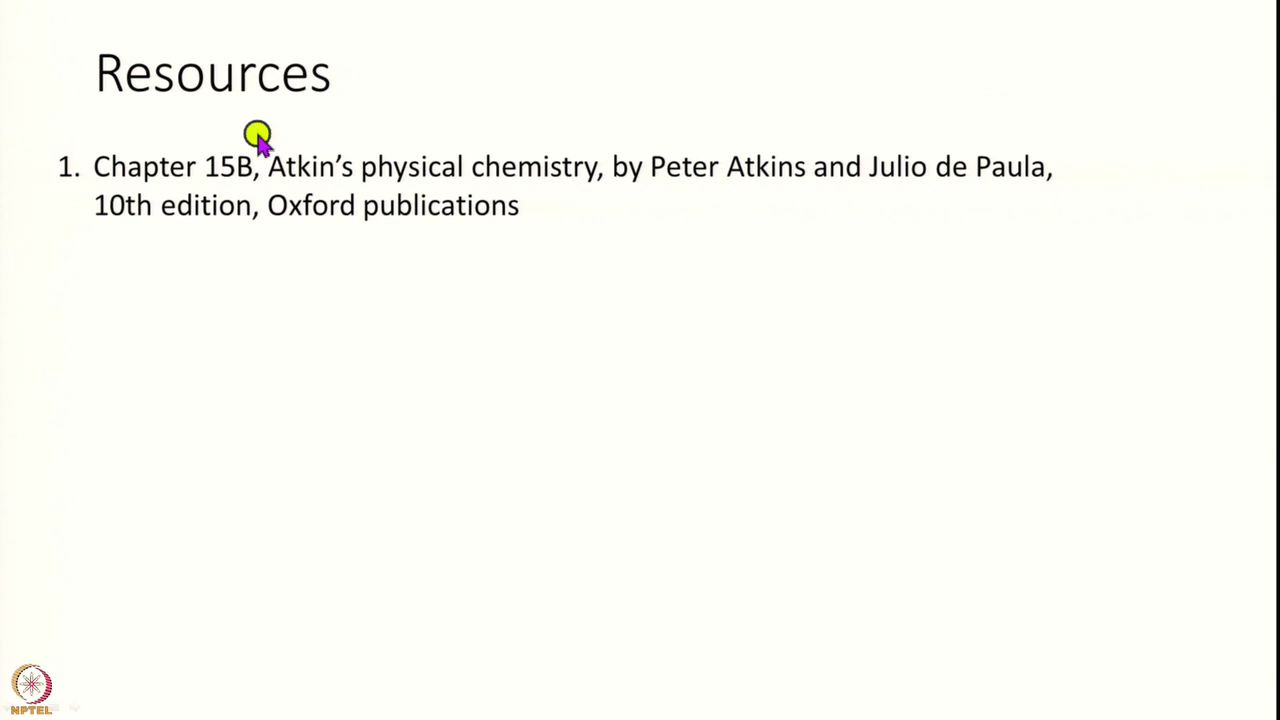 Resources
1. Chapter 15B, Atkin’s physical chemistry, by Peter Atkins and Julio de Paula,
10th edition, Oxford publications
NPTEL